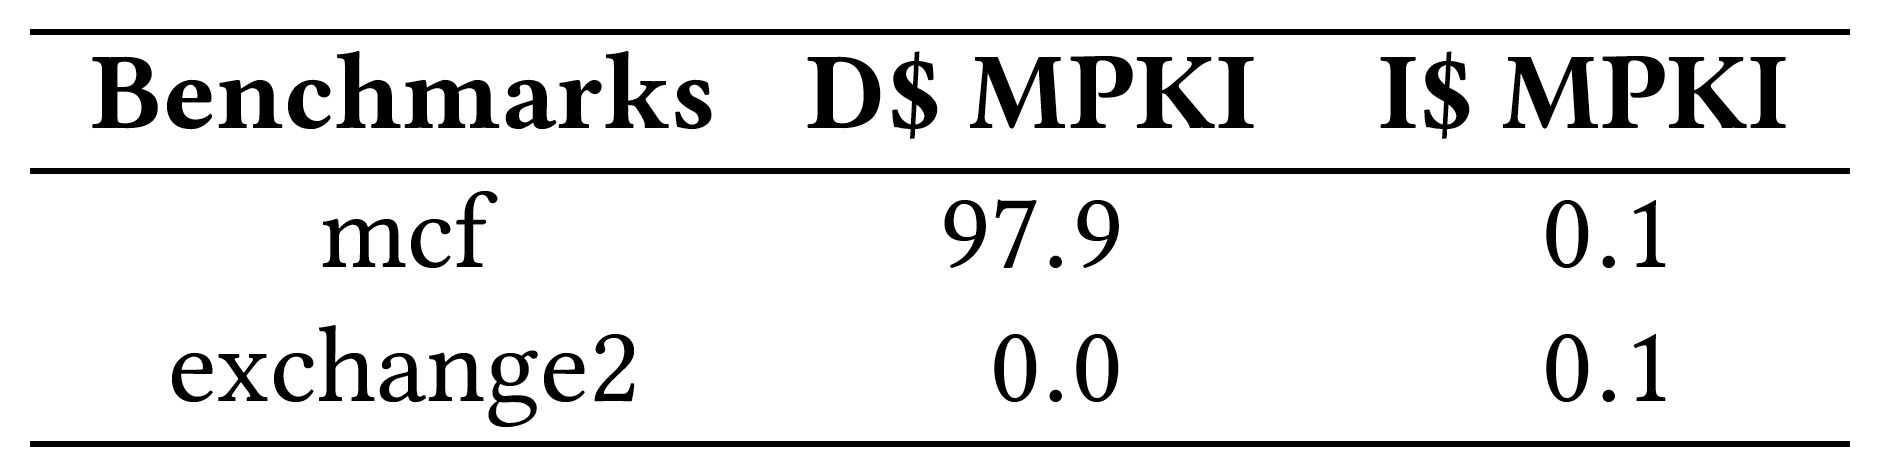 Benchmarks D$ MPKI I$ MPKI
mcf 97.9 0.1
exchange2 0.0 0.1